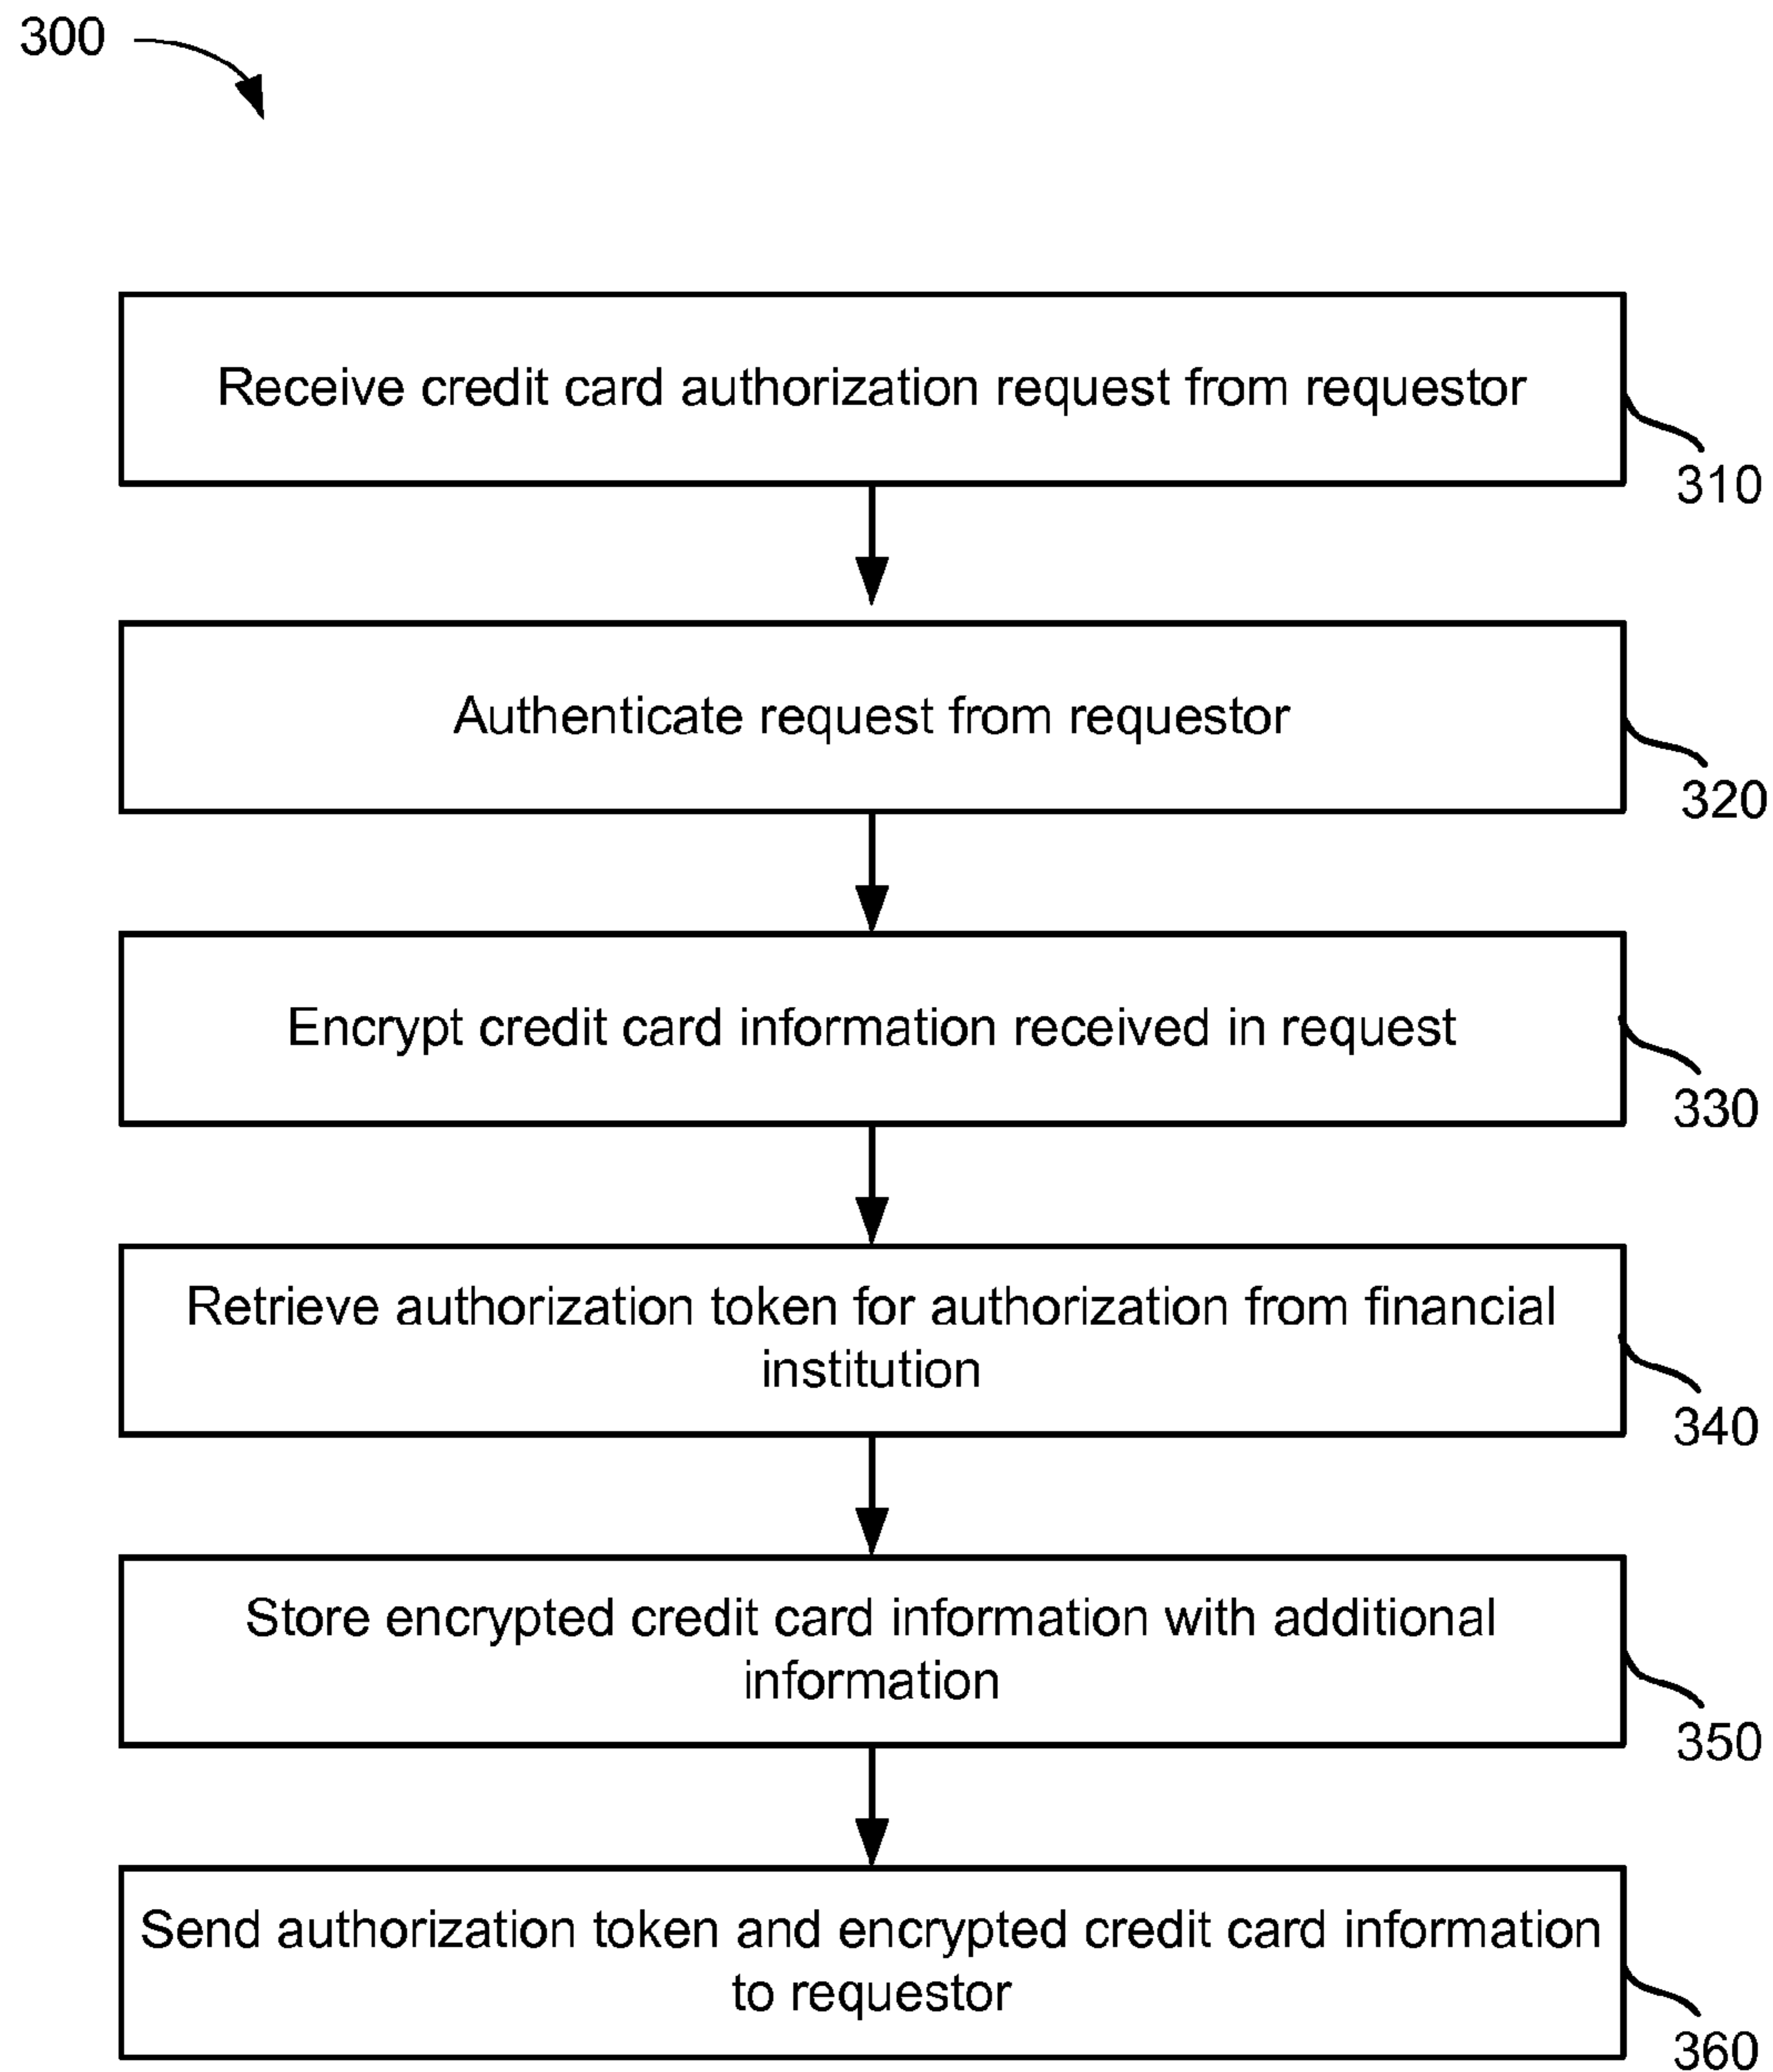 300
Receive credit card authorization request from requestor
310
Authenticate request from requestor
320
Encrypt credit card information received in request
330
Retrieve authorization token for authorization from financial
institution
340
Store encrypted credit card information with additional
information
350
Send authorization token and encrypted credit card information
to requestor
360